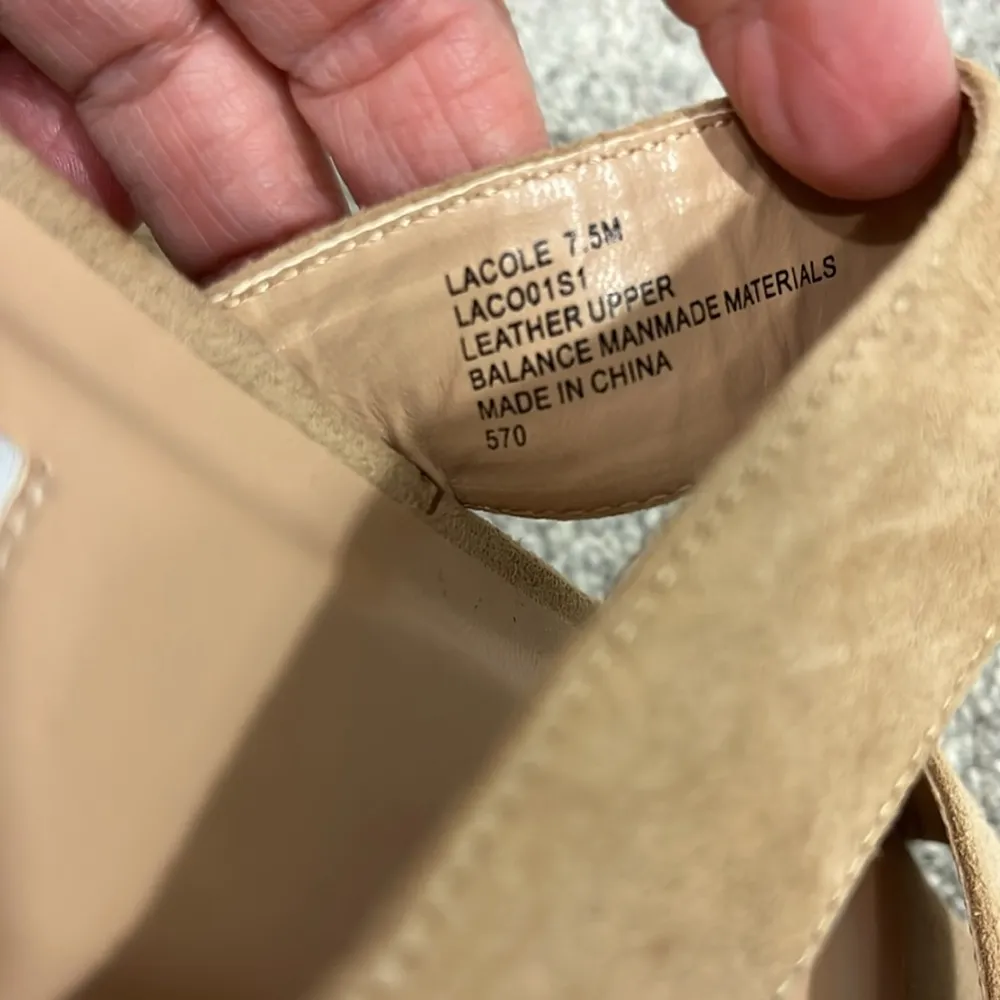 LACOLE 7.5M
LACO01S1
LEATHER UPPER
BALANCE MANMADE MATERIALS
MADE IN CHINA
570